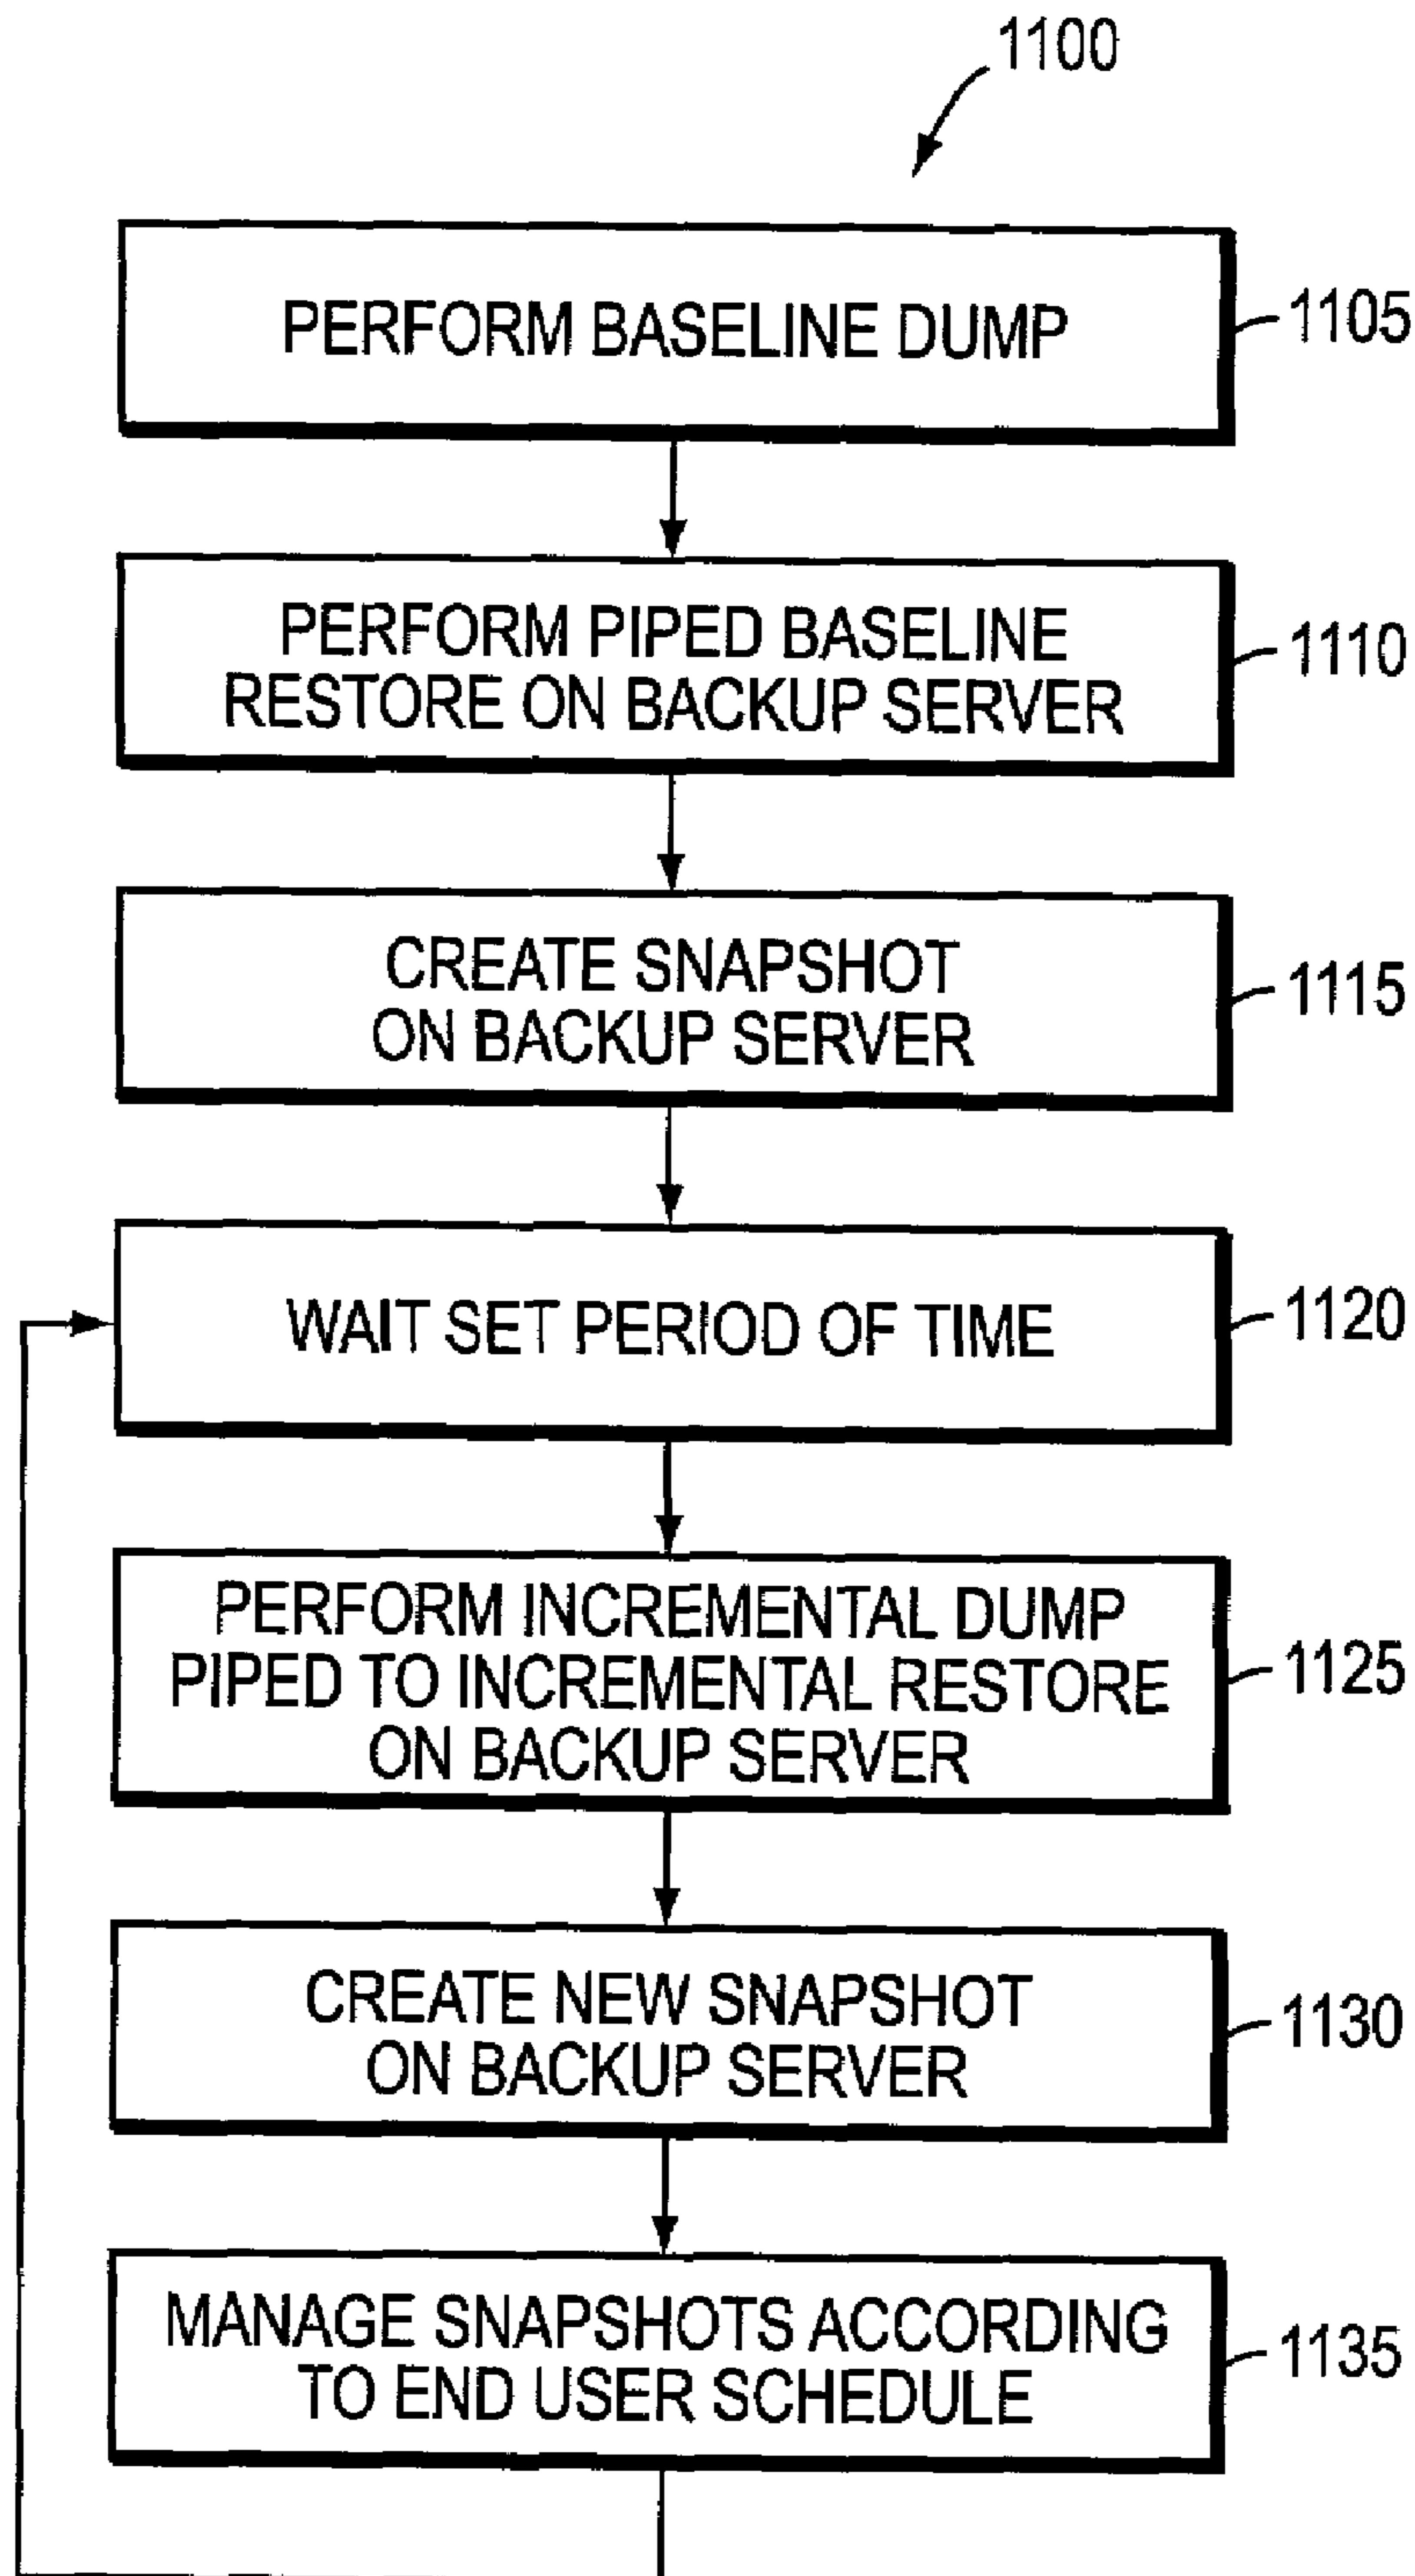 1100
PERFORM BASELINE DUMP
1105
PERFORM PIPED BASELINE
RESTORE ON BACKUP SERVER
1110
CREATE SNAPSHOT
ON BACKUP SERVER
1115
WAIT SET PERIOD OF TIME
1120
PERFORM INCREMENTAL DUMP
PIPED TO INCREMENTAL RESTORE
ON BACKUP SERVER
1125
CREATE NEW SNAPSHOT
ON BACKUP SERVER
1130
MANAGE SNAPSHOTS ACCORDING
TO END USER SCHEDULE
1135